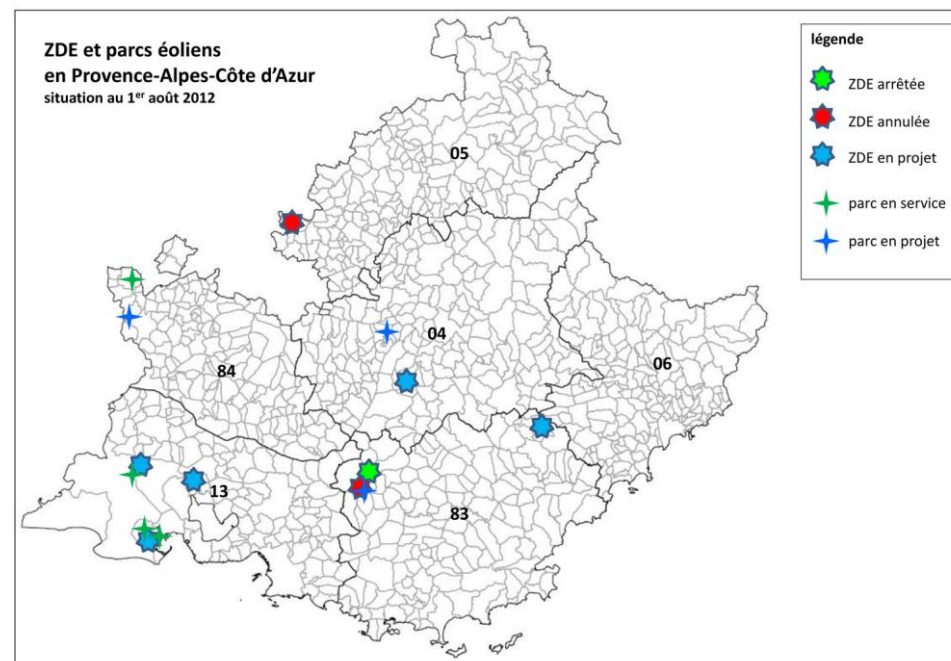 ZDE et parcs éoliens
en Provence-Alpes-Côte d'Azur
situation au 1er août 2012
légende
ZDE arrêtée
ZDE annulée
ZDE en projet
parc en service
parc en projet
05
04
06
84
13
83